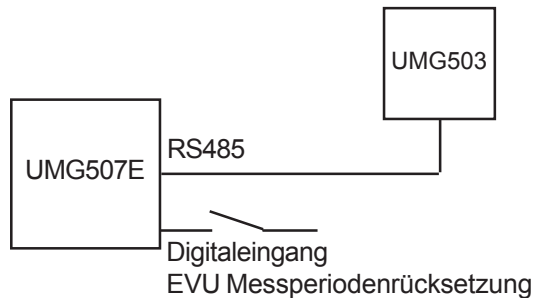 UMG503
RS485
UMG507E
Digitaleingang
EVU Messperiodenrücksetzung